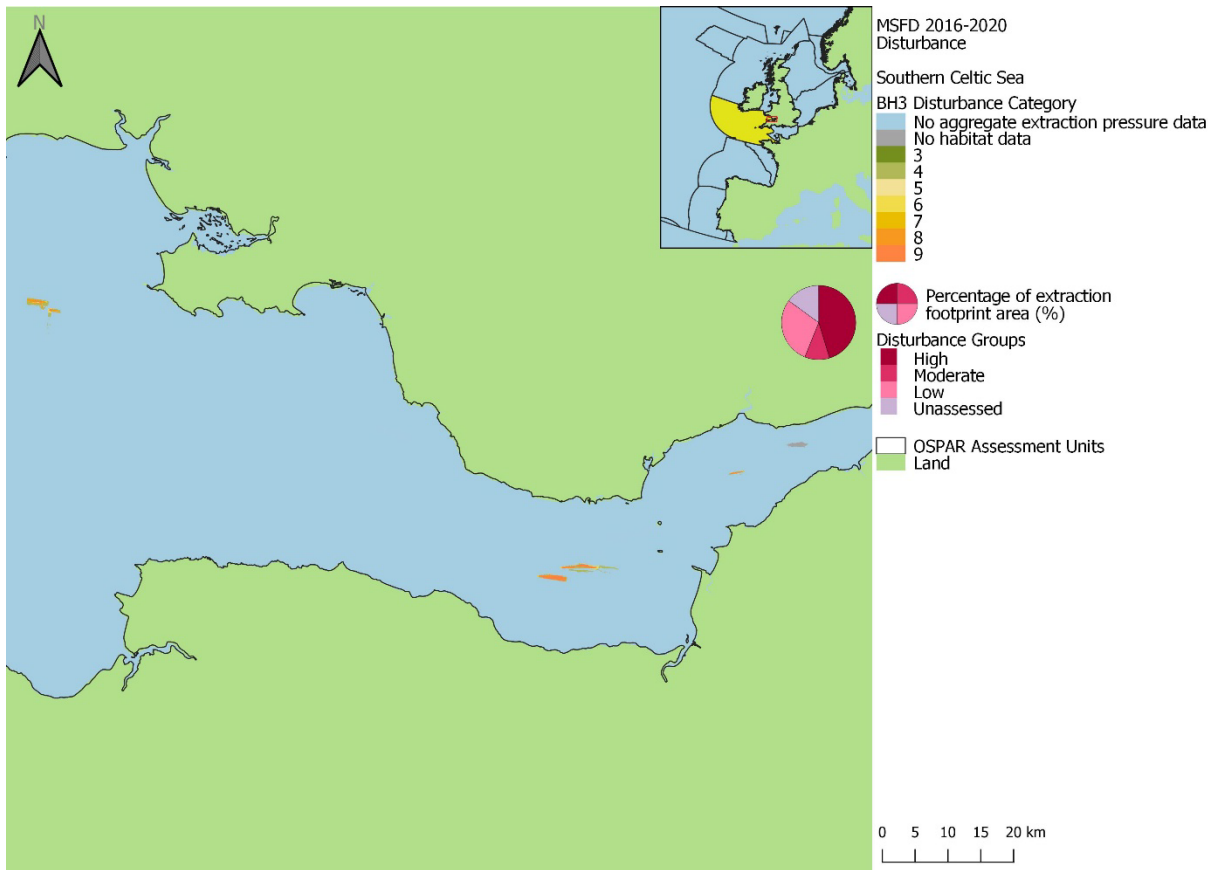 N
MSFD 2016-2020
Disturbance
Southern Celtic Sea
BH3 Disturbance Category
No aggregate extraction pressure data
No habitat data
3
4
5
6
7
8
9
Percentage of extraction
footprint area (%)
Disturbance Groups
High
Moderate
Low
Unassessed
OSPAR Assessment Units
Land
0 5 10 15 20 km